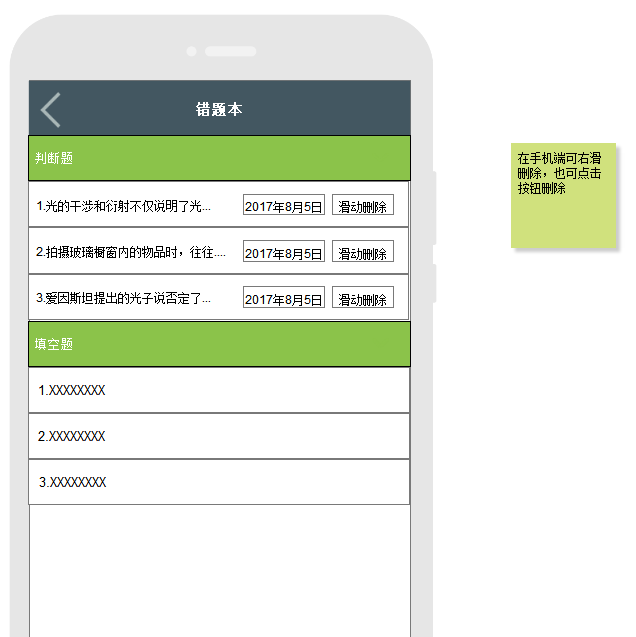 错题本
判断题
1.光的干涉和衍射不仅说明了光... 2017年8月5日 滑动删除
2.拍摄玻璃橱窗内的物品时，往往.... 2017年8月5日 滑动删除
3.爱因斯坦提出的光子说否定了... 2017年8月5日 滑动删除
填空题
1.XXXXXXXX
2.XXXXXXXX
3.XXXXXXXX
在手机端可右滑
删除，也可点击
按钮删除